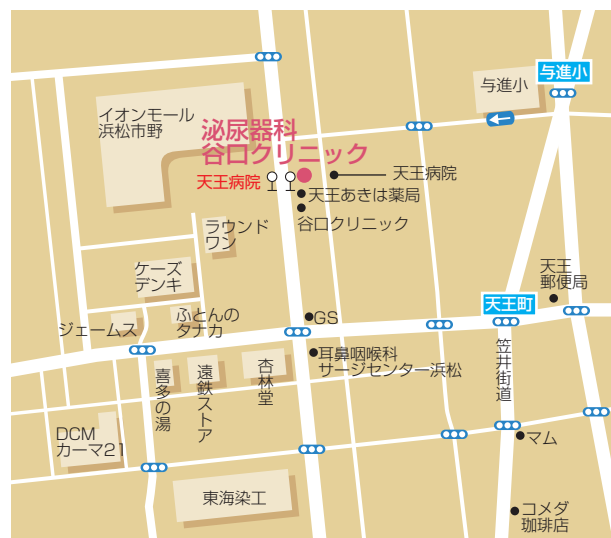 与進小
与進小
イオンモール
浜松市野
泌尿器科
谷口クリニック
天王病院
天王病院
天王あきは薬局
谷口クリニック
ラウンド
ワン
ケーズ
デンキ
天王
郵便局
天王町
ジェームス
ふとんの
タナカ
GS
耳鼻咽喉科
サージセンター浜松
笠井街道
喜多の湯
遠鉄ストア
杏林堂
DCM
カーマ21
マム
東海染工
コメダ
珈琲店